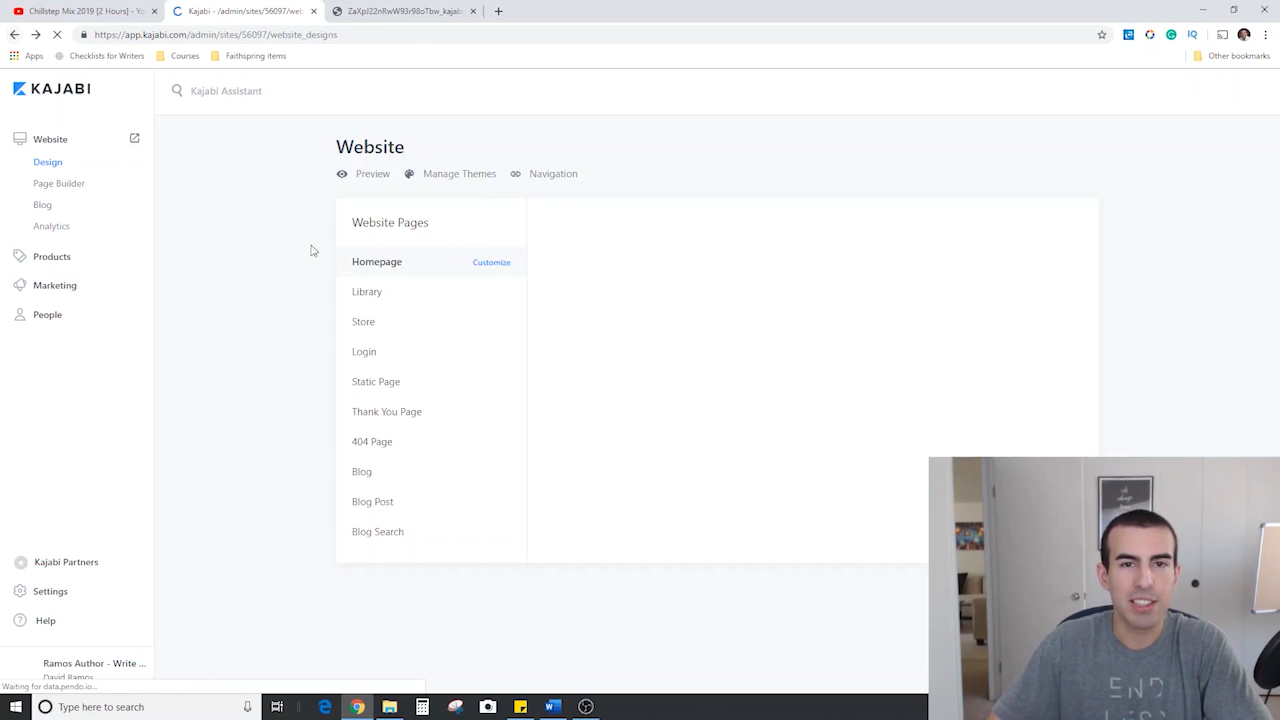 Chillstep Mix 2019 [2 Hours] - Yo
Kajabi - /admin/sites/56097/web
ZaXpJ22nRwW93r98oTbw_kajabi
https://app.kajabi.com/admin/sites/56097/website_designs
Apps
Checklists for Writers
Courses
Faithspring items
Other bookmarks
KAJABI
Kajabi Assistant
Website
Design
Page Builder
Blog
Analytics
Products
Marketing
People
Website
Preview
Manage Themes
Navigation
Website Pages
Homepage
Customize
Library
Store
Login
Static Page
Thank You Page
404 Page
Blog
Blog Post
Blog Search
Kajabi Partners
Settings
Help
Ramos Author - Write ...
David Ramos
Waiting for data.pendo.io...
Type here to search
END